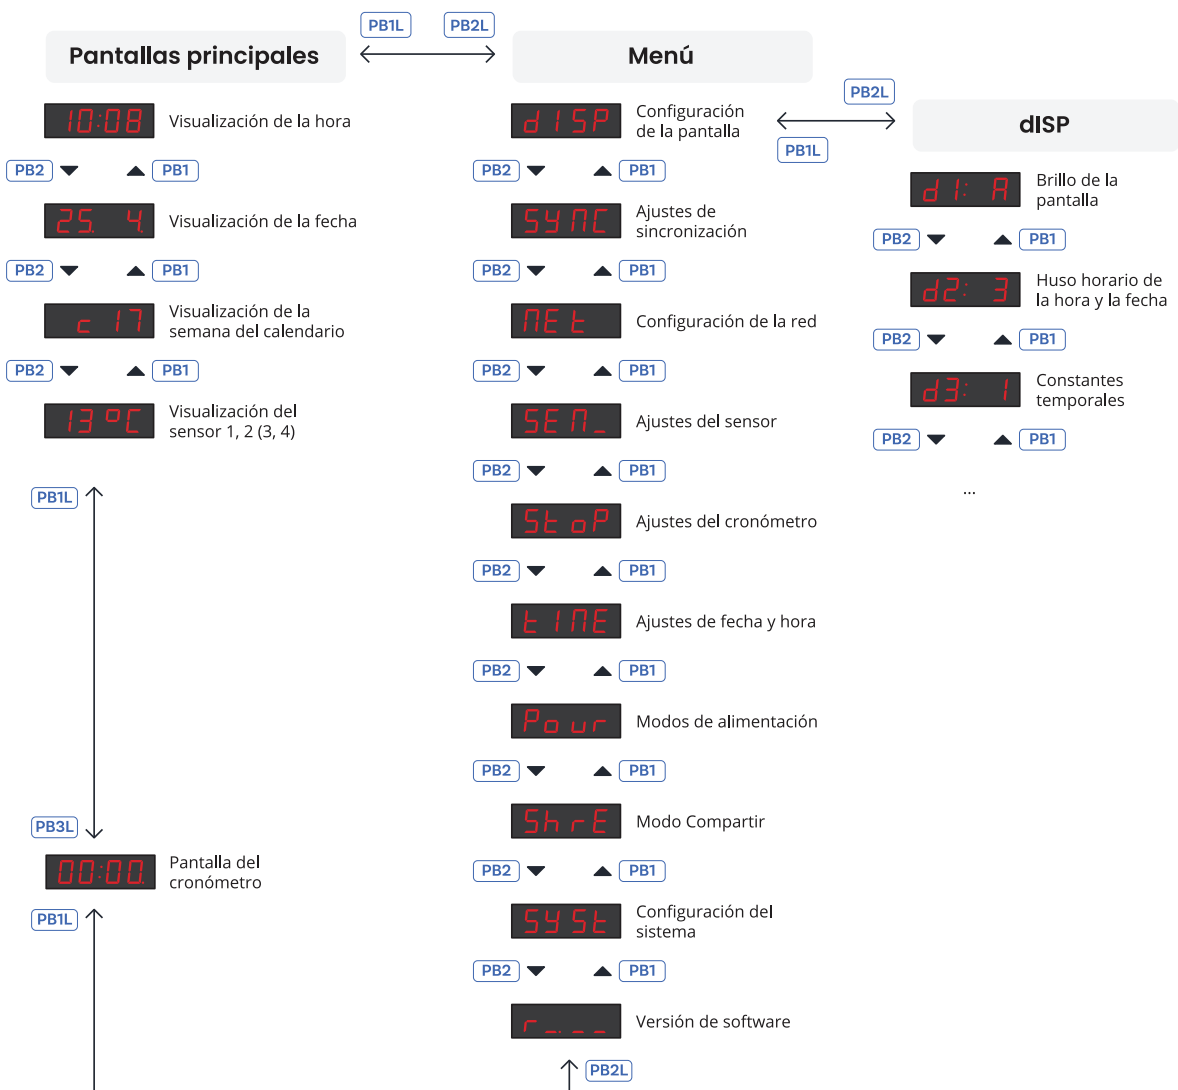 PB1L
PB2L
Pantallas principales
Menú
10:08
Visualización de la hora
PB2
PB1
25. 4.
Visualización de la fecha
PB2
PB1
c 17
Visualización de la
semana del calendario
PB2
PB1
13 °C
Visualización del
sensor 1, 2 (3, 4)
PB1L
PB3L
00:00.
Pantalla del
cronómetro
PB1L
dISP
Configuración
de la pantalla
PB2
PB1
SYNC
Ajustes de
sincronización
PB2
PB1
NEt
Configuración de la red
PB2
PB1
SEN_
Ajustes del sensor
PB2
PB1
StoP
Ajustes del cronómetro
PB2
PB1
tIME
Ajustes de fecha y hora
PB2
PB1
Pour
Modos de alimentación
PB2
PB1
ShrE
Modo Compartir
PB2
PB1
SYSt
Configuración del
sistema
PB2
PB1
r _._ _
Versión de software
PB2L
PB2L
PB1L
dISP
d1: A
Brillo de la
pantalla
PB2
PB1
d2: 3
Huso horario de
la hora y la fecha
PB2
PB1
d3: 1
Constantes
temporales
PB2
PB1
...